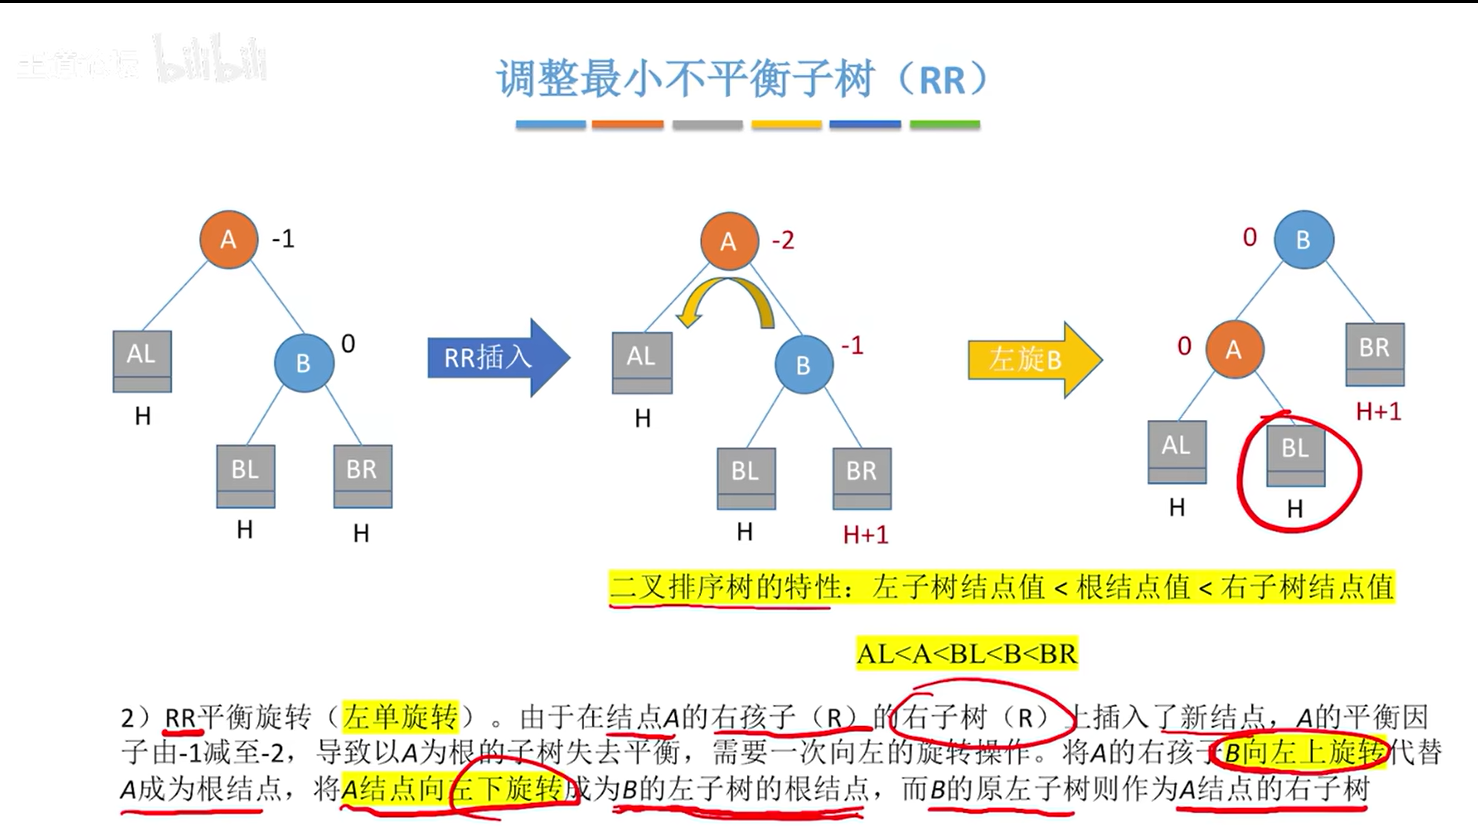 王道论坛 bilibili
调整最小不平衡子树（RR）
A -1
AL
H
B 0
BL
H
BR
H
RR插入
A -2
AL
H
B -1
BL
H
BR
H+1
左旋B
0 B
0 A
BR
H+1
AL
H
BL
H
二叉排序树的特性：左子树结点值 < 根结点值 < 右子树结点值
AL<A<BL<B<BR
2）RR平衡旋转（左单旋转）。由于在结点A的右孩子（R）的右子树（R）上插入了新结点，A的平衡因
子由-1减至-2，导致以A为根的子树失去平衡，需要一次向左的旋转操作。将A的右孩子B向左上旋转代替
A成为根结点，将A结点向左下旋转成为B的左子树的根结点，而B的原左子树则作为A结点的右子树